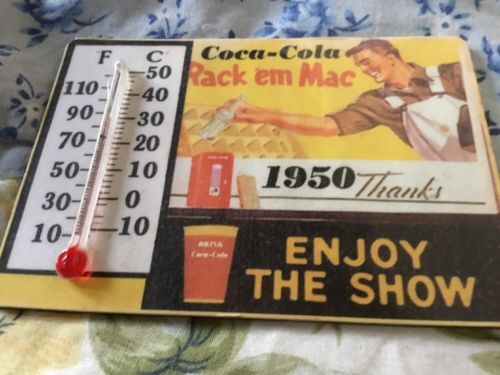 F C
50
110 40
90 30
70 20
50 10
30 0
10 10
Coca-Cola
Rack 'em Mac
1950 Thanks
DRINK
Coca-Cola
ENJOY
THE SHOW